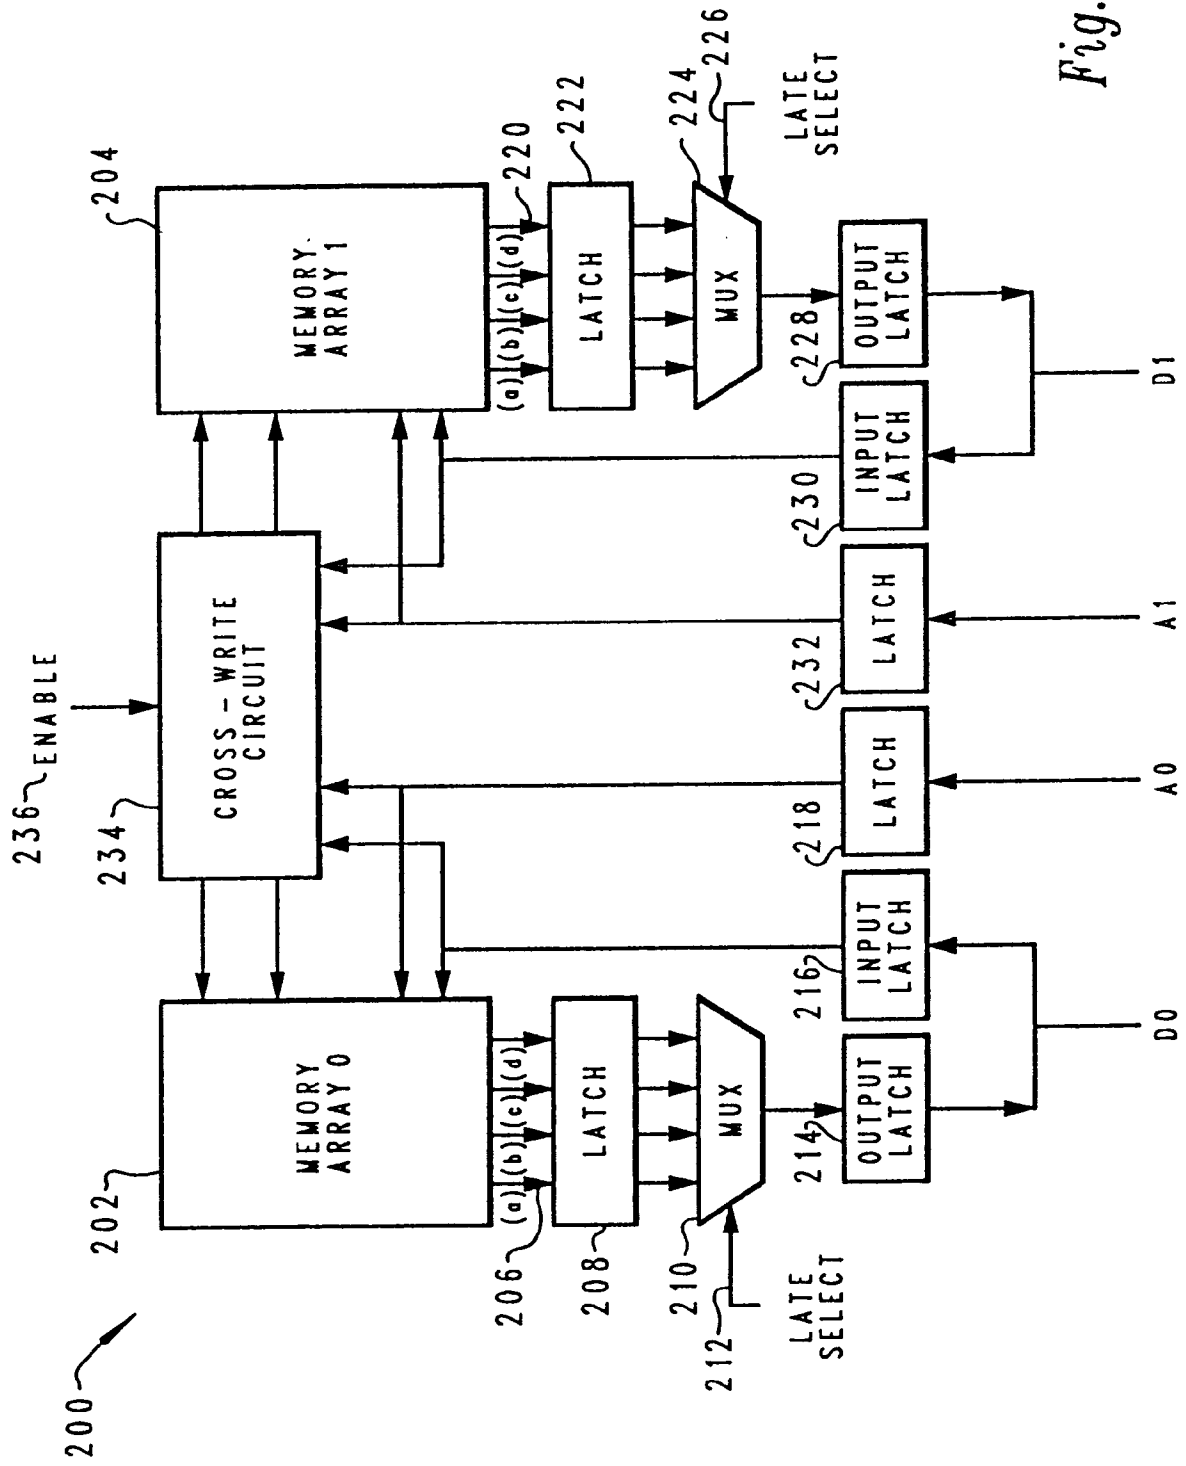 200
236 ENABLE
202
234
204
MEMORY
ARRAY 0
CROSS-WRITE
CIRCUIT
MEMORY
ARRAY 1
(a) (b) (c) (d)
206
(a) (b) (c) (d)
220
208
LATCH
LATCH
222
210
MUX
MUX
224
212
LATE
SELECT
226
LATE
SELECT
214
216
218
232
230
228
OUTPUT
LATCH
INPUT
LATCH
LATCH
LATCH
INPUT
LATCH
OUTPUT
LATCH
D0
A0
A1
D1
Fig.